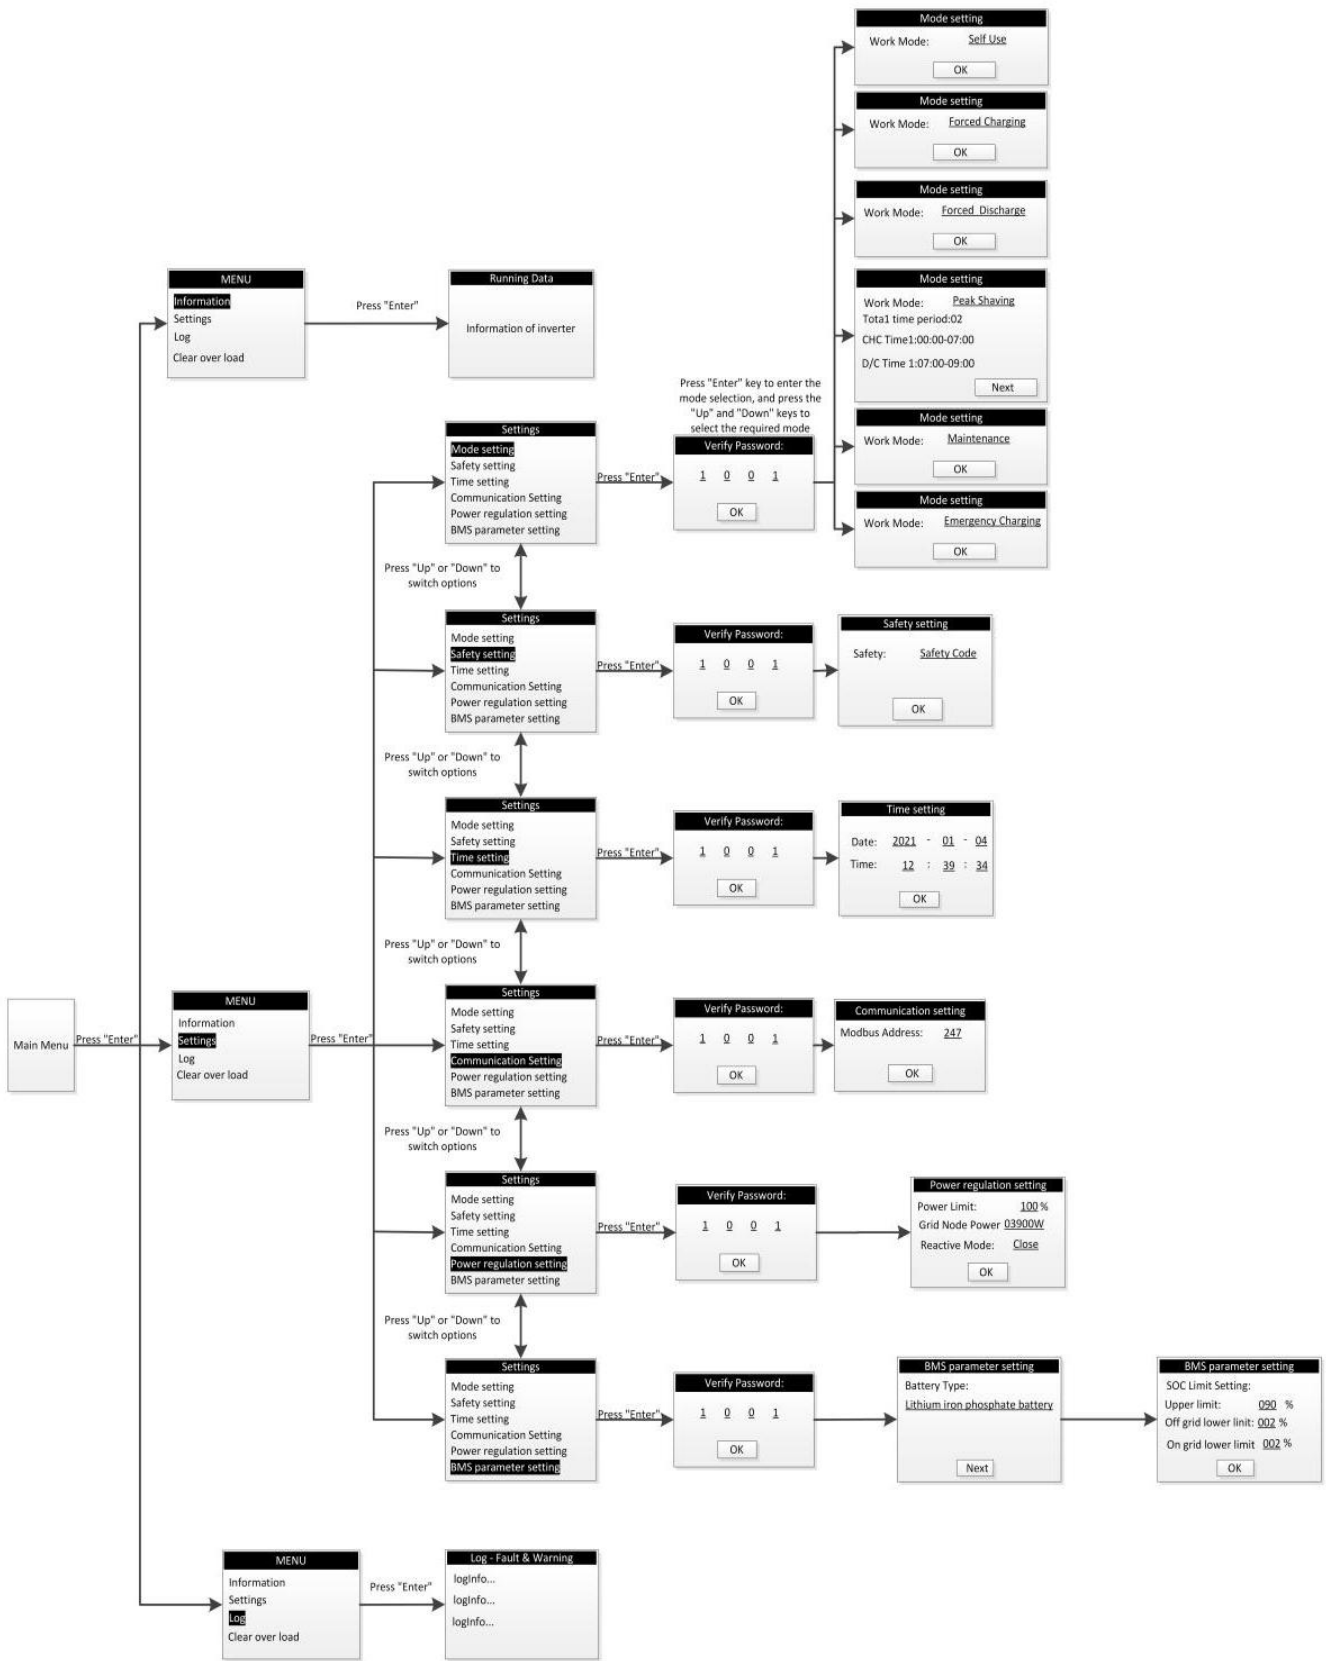 Main Menu
Press "Enter"
MENU
Information
Settings
Log
Clear over load
Press "Enter"
Running Data
Information of inverter
MENU
Information
Settings
Log
Clear over load
Press "Enter"
Settings
Mode setting
Safety setting
Time setting
Communication Setting
Power regulation setting
BMS parameter setting
Press "Enter"
Press "Enter" key to enter the
mode selection, and press the
"Up" and "Down" keys to
select the required mode
Verify Password:
1 0 0 1
OK
Mode setting
Work Mode: Self Use
OK
Mode setting
Work Mode: Forced Charging
OK
Mode setting
Work Mode: Forced Discharge
OK
Mode setting
Work Mode: Peak Shaving
Tota1 time period:02
CHC Time1:00:00-07:00
D/C Time 1:07:00-09:00
Next
Mode setting
Work Mode: Maintenance
OK
Mode setting
Work Mode: Emergency Charging
OK
Press "Up" or "Down" to
switch options
Settings
Mode setting
Safety setting
Time setting
Communication Setting
Power regulation setting
BMS parameter setting
Press "Enter"
Verify Password:
1 0 0 1
OK
Safety setting
Safety: Safety Code
OK
Press "Up" or "Down" to
switch options
Settings
Mode setting
Safety setting
Time setting
Communication Setting
Power regulation setting
BMS parameter setting
Press "Enter"
Verify Password:
1 0 0 1
OK
Time setting
Date: 2021 - 01 - 04
Time: 12 : 39 : 34
OK
Press "Up" or "Down" to
switch options
Settings
Mode setting
Safety setting
Time setting
Communication Setting
Power regulation setting
BMS parameter setting
Press "Enter"
Verify Password:
1 0 0 1
OK
Communication setting
Modbus Address: 247
OK
Press "Up" or "Down" to
switch options
Settings
Mode setting
Safety setting
Time setting
Communication Setting
Power regulation setting
BMS parameter setting
Press "Enter"
Verify Password:
1 0 0 1
OK
Power regulation setting
Power Limit: 100 %
Grid Node Power 03900W
Reactive Mode: Close
OK
Press "Up" or "Down" to
switch options
Settings
Mode setting
Safety setting
Time setting
Communication Setting
Power regulation setting
BMS parameter setting
Press "Enter"
Verify Password:
1 0 0 1
OK
BMS parameter setting
Battery Type:
Lithium iron phosphate battery
Next
BMS parameter setting
SOC Limit Setting:
Upper limit: 090 %
Off grid lower linit: 002 %
On grid lower limit 002 %
OK
MENU
Information
Settings
Log
Clear over load
Press "Enter"
Log - Fault & Warning
logInfo...
logInfo...
logInfo...